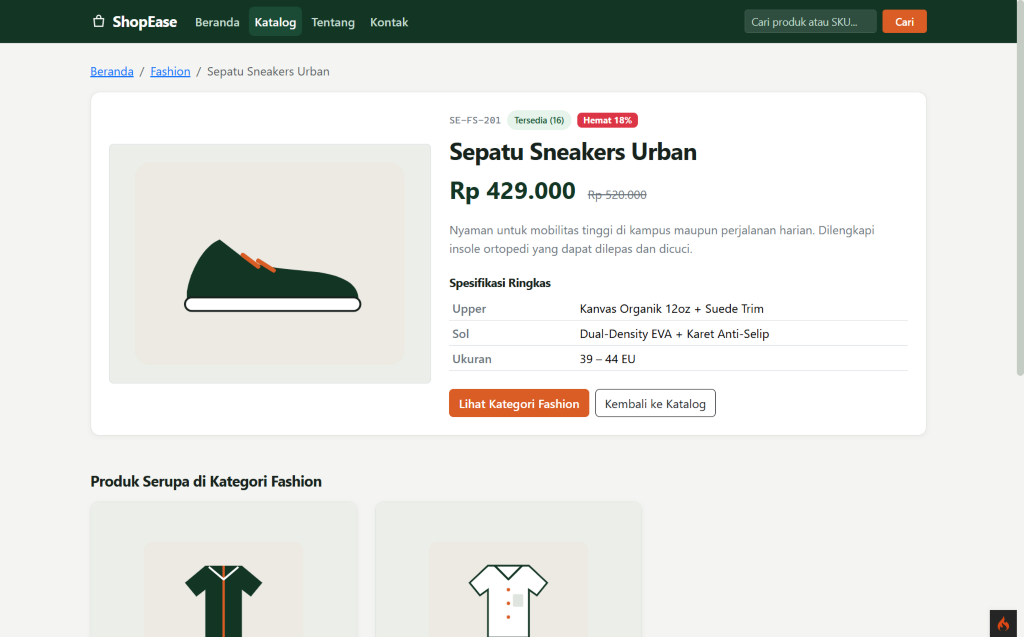 ShopEase Beranda Katalog Tentang Kontak Cari produk atau SKU... Cari
Beranda / Fashion / Sepatu Sneakers Urban
SE-FS-201 Tersedia (16) Hemat 18%
Sepatu Sneakers Urban
Rp 429.000 Rp 520.000
Nyaman untuk mobilitas tinggi di kampus maupun perjalanan harian. Dilengkapi
insole ortopedi yang dapat dilepas dan dicuci.
Spesifikasi Ringkas
Upper Kanvas Organik 12oz + Suede Trim
Sol Dual-Density EVA + Karet Anti-Selip
Ukuran 39 – 44 EU
Lihat Kategori Fashion Kembali ke Katalog
Produk Serupa di Kategori Fashion